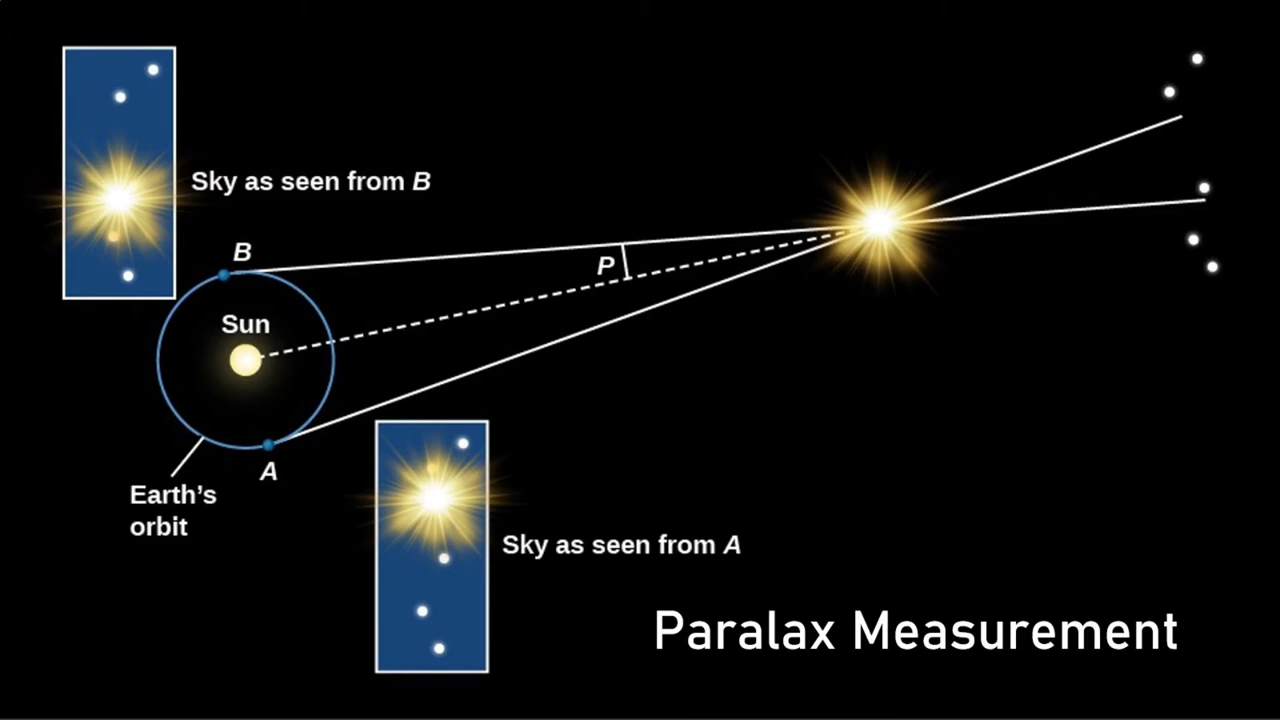 Sky as seen from B
B
P
Sun
A
Earth’s
orbit
Sky as seen from A
Paralax Measurement